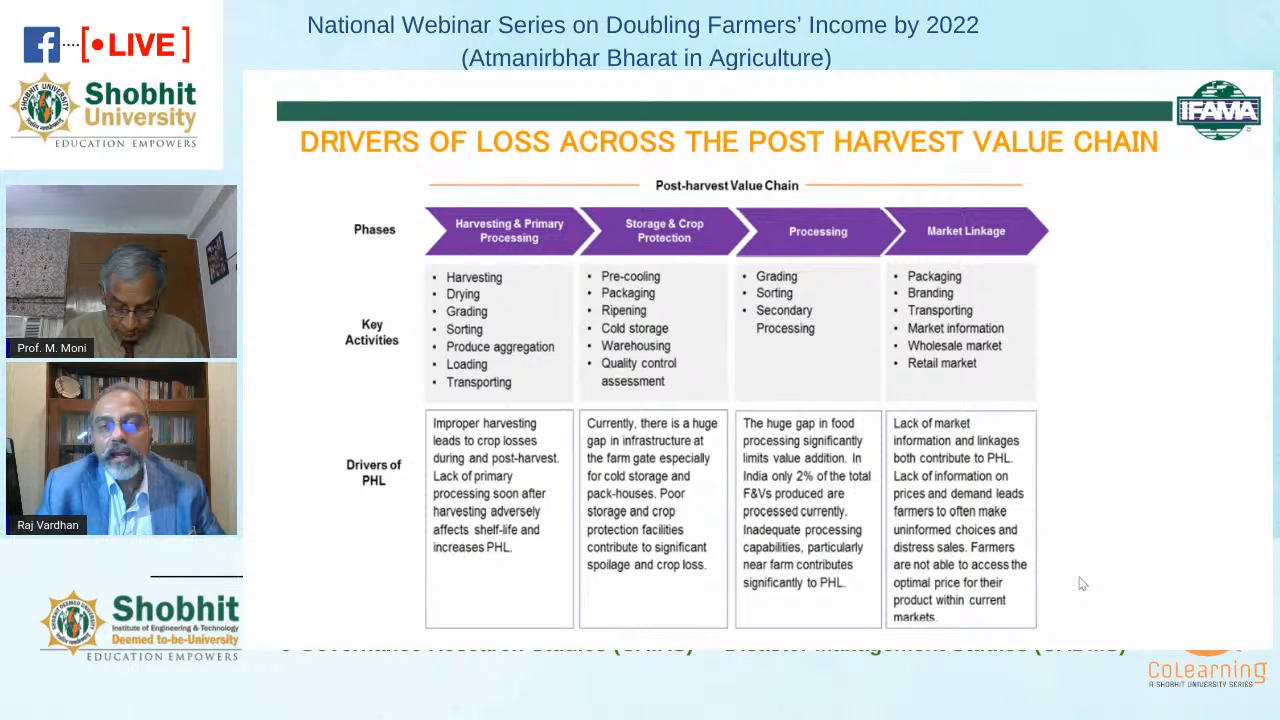 National Webinar Series on Doubling Farmers' Income by 2022
(Atmanirbhar Bharat in Agriculture)
LIVE
Shobhit
University
EDUCATION EMPOWERS
SHOBHIT UNIVERSITY
IFAMA
DRIVERS OF LOSS ACROSS THE POST HARVEST VALUE CHAIN
Post-harvest Value Chain
Phases
Harvesting & Primary
Processing
Storage & Crop
Protection
Processing
Market Linkage
Key
Activities
• Harvesting
• Drying
• Grading
• Sorting
• Produce aggregation
• Loading
• Transporting
• Pre-cooling
• Packaging
• Ripening
• Cold storage
• Warehousing
• Quality control
assessment
• Grading
• Sorting
• Secondary
Processing
• Packaging
• Branding
• Transporting
• Market information
• Wholesale market
• Retail market
Drivers of
PHL
Improper harvesting
leads to crop losses
during and post-harvest.
Lack of primary
processing soon after
harvesting adversely
affects shelf-life and
increases PHL.
Currently, there is a huge
gap in infrastructure at
the farm gate especially
for cold storage and
pack-houses. Poor
storage and crop
protection facilities
contribute to significant
spoilage and crop loss.
The huge gap in food
processing significantly
limits value addition. In
India only 2% of the total
F&Vs produced are
processed currently.
Inadequate processing
capabilities, particularly
near farm contributes
significantly to PHL.
Lack of market
information and linkages
both contribute to PHL.
Lack of information on
prices and demand leads
farmers to often make
uninformed choices and
distress sales. Farmers
are not able to access the
optimal price for their
product within current
markets.
Prof. M. Moni
Raj Vardhan
Shobhit
Institute of Engineering & Technology
Deemed to-be-University
EDUCATION EMPOWERS
CoLearning
A SHOBHIT UNIVERSITY SERIES